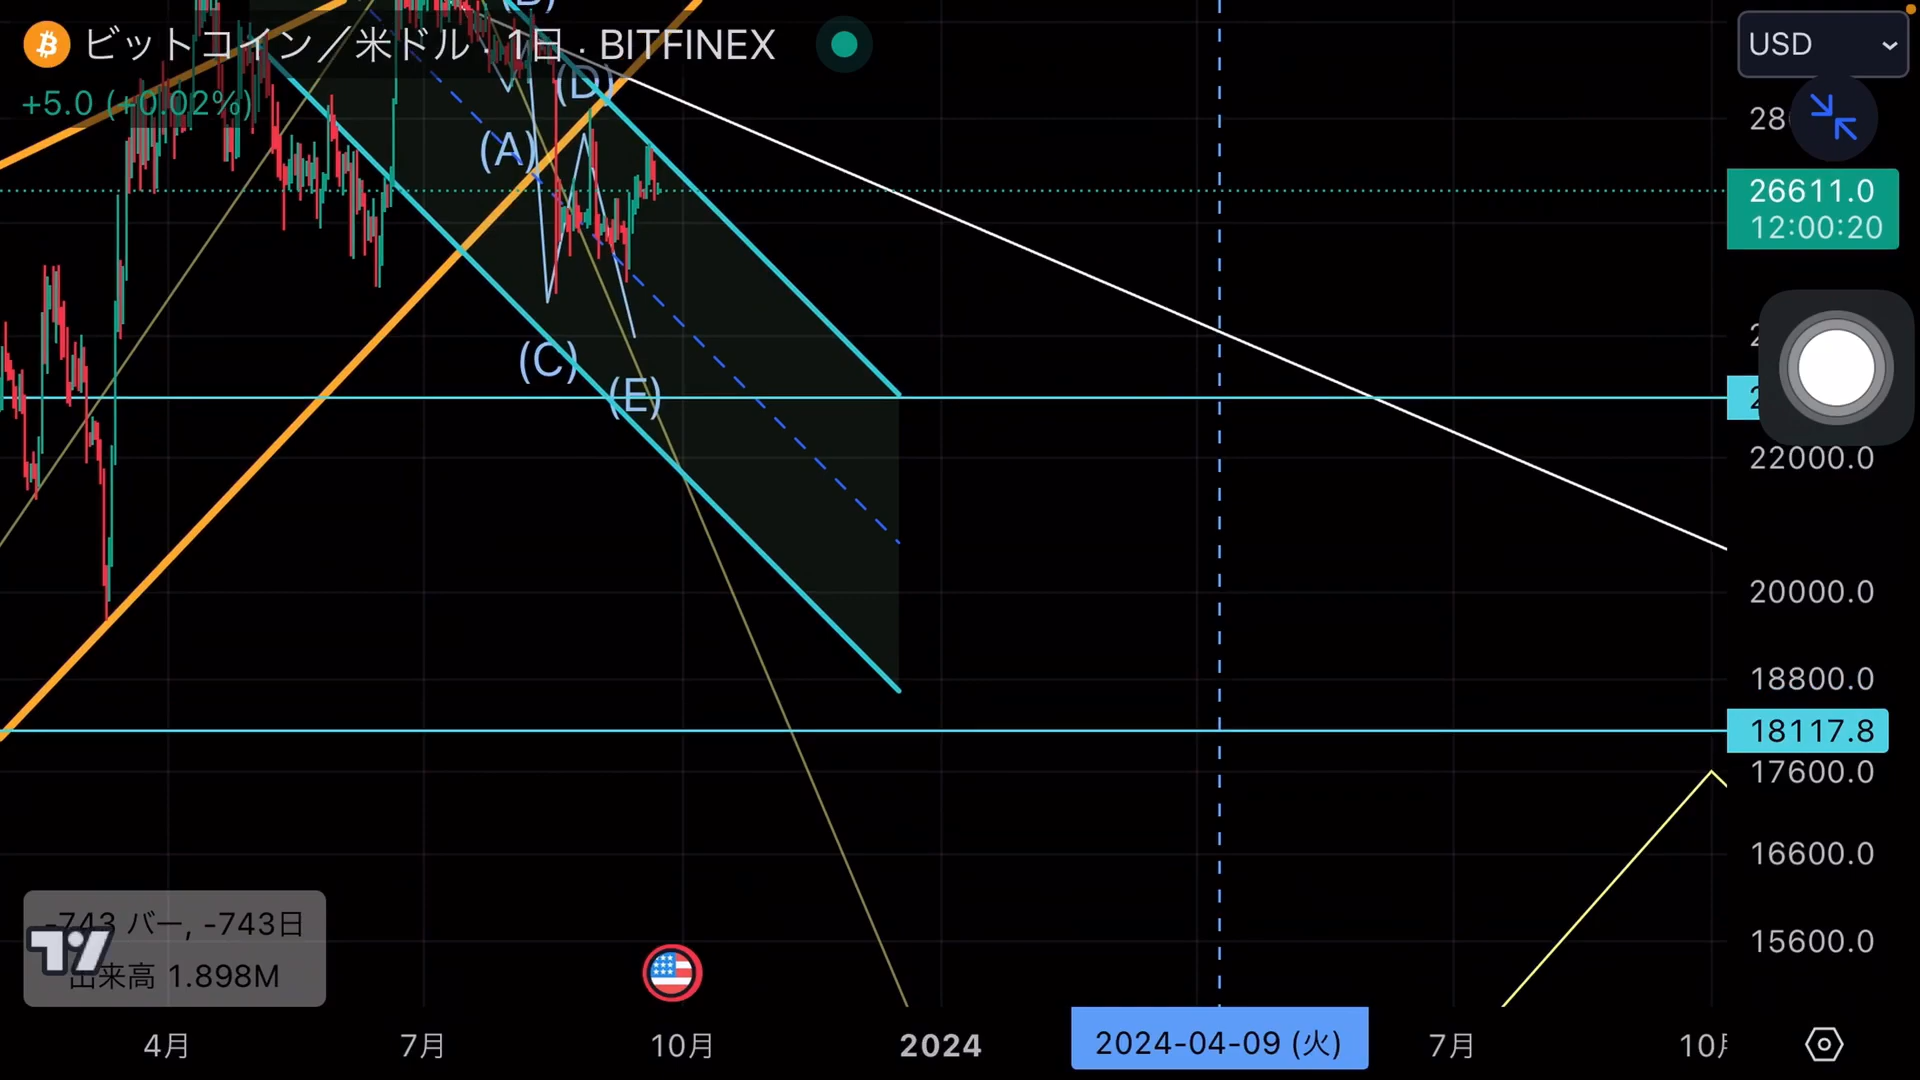 ビットコイン／米ドル · 1日 · BITFINEX
+5.0 (+0.02%)
USD
28
26611.0
12:00:20
22000.0
20000.0
18800.0
18117.8
17600.0
16600.0
15600.0
(D)
(A)
(C)
(E)
-743 バー, -743日
出来高 1.898M
4月
7月
10月
2024
2024-04-09 (火)
7月
10月